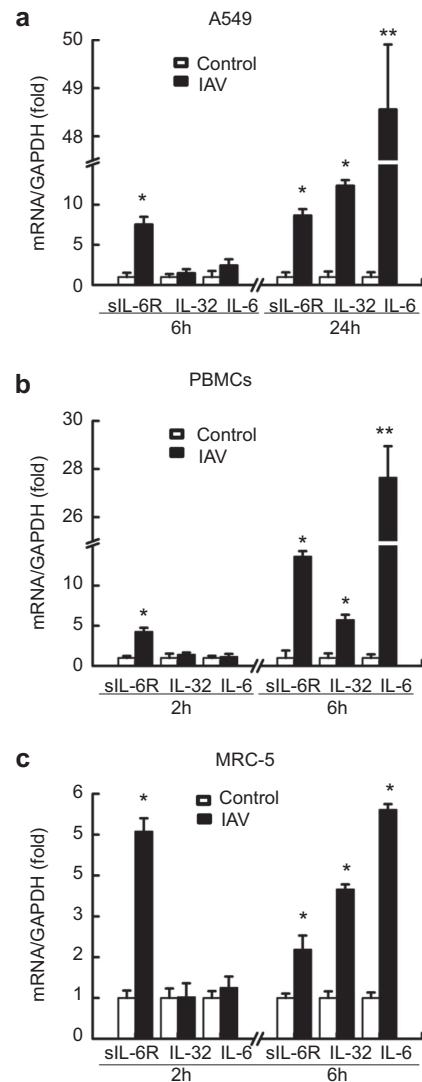 a
A549
mRNA/GAPDH (fold)
50
48
10
5
0
Control
IAV
*
*
*
**
sIL-6R IL-32 IL-6
sIL-6R IL-32 IL-6
6h
24h
b
PBMCs
mRNA/GAPDH (fold)
30
28
26
10
5
0
Control
IAV
*
*
*
**
sIL-6R IL-32 IL-6
sIL-6R IL-32 IL-6
2h
6h
c
MRC-5
mRNA/GAPDH (fold)
6
5
5
3
2
1
0
Control
IAV
*
*
*
*
sIL-6R IL-32 IL-6
sIL-6R IL-32 IL-6
2h
6h